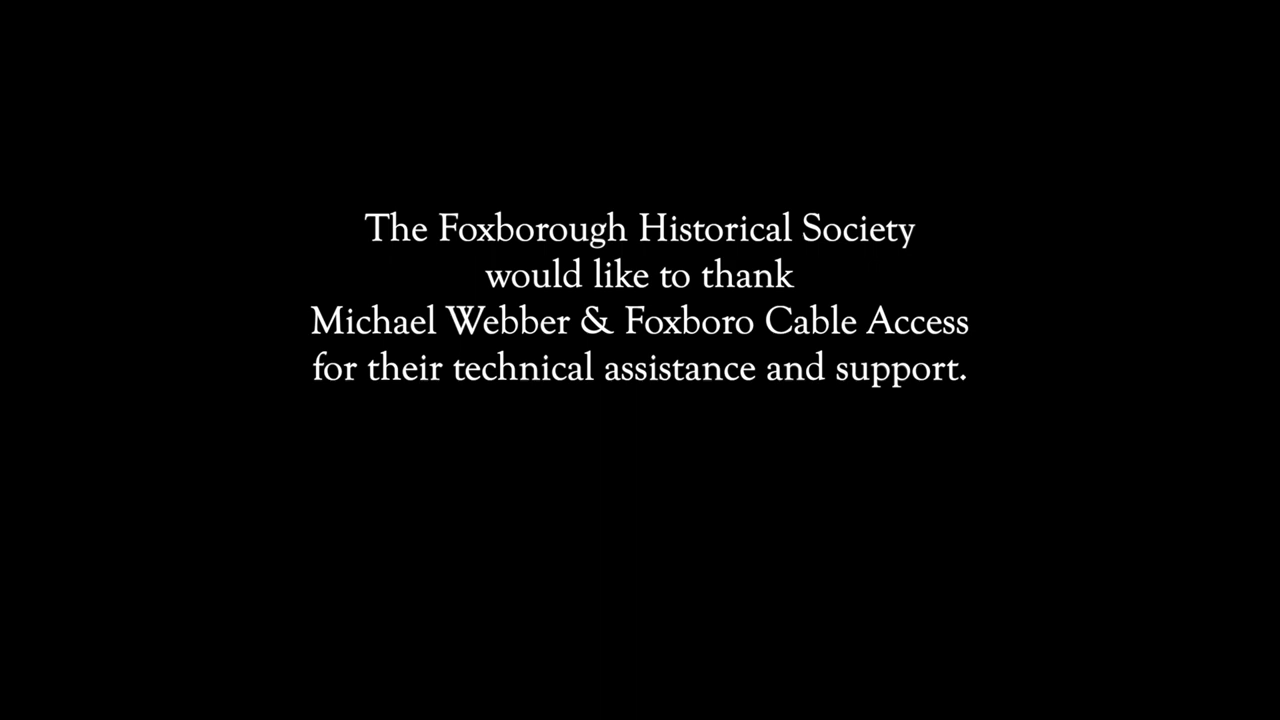 The Foxborough Historical Society
would like to thank
Michael Webber & Foxboro Cable Access
for their technical assistance and support.